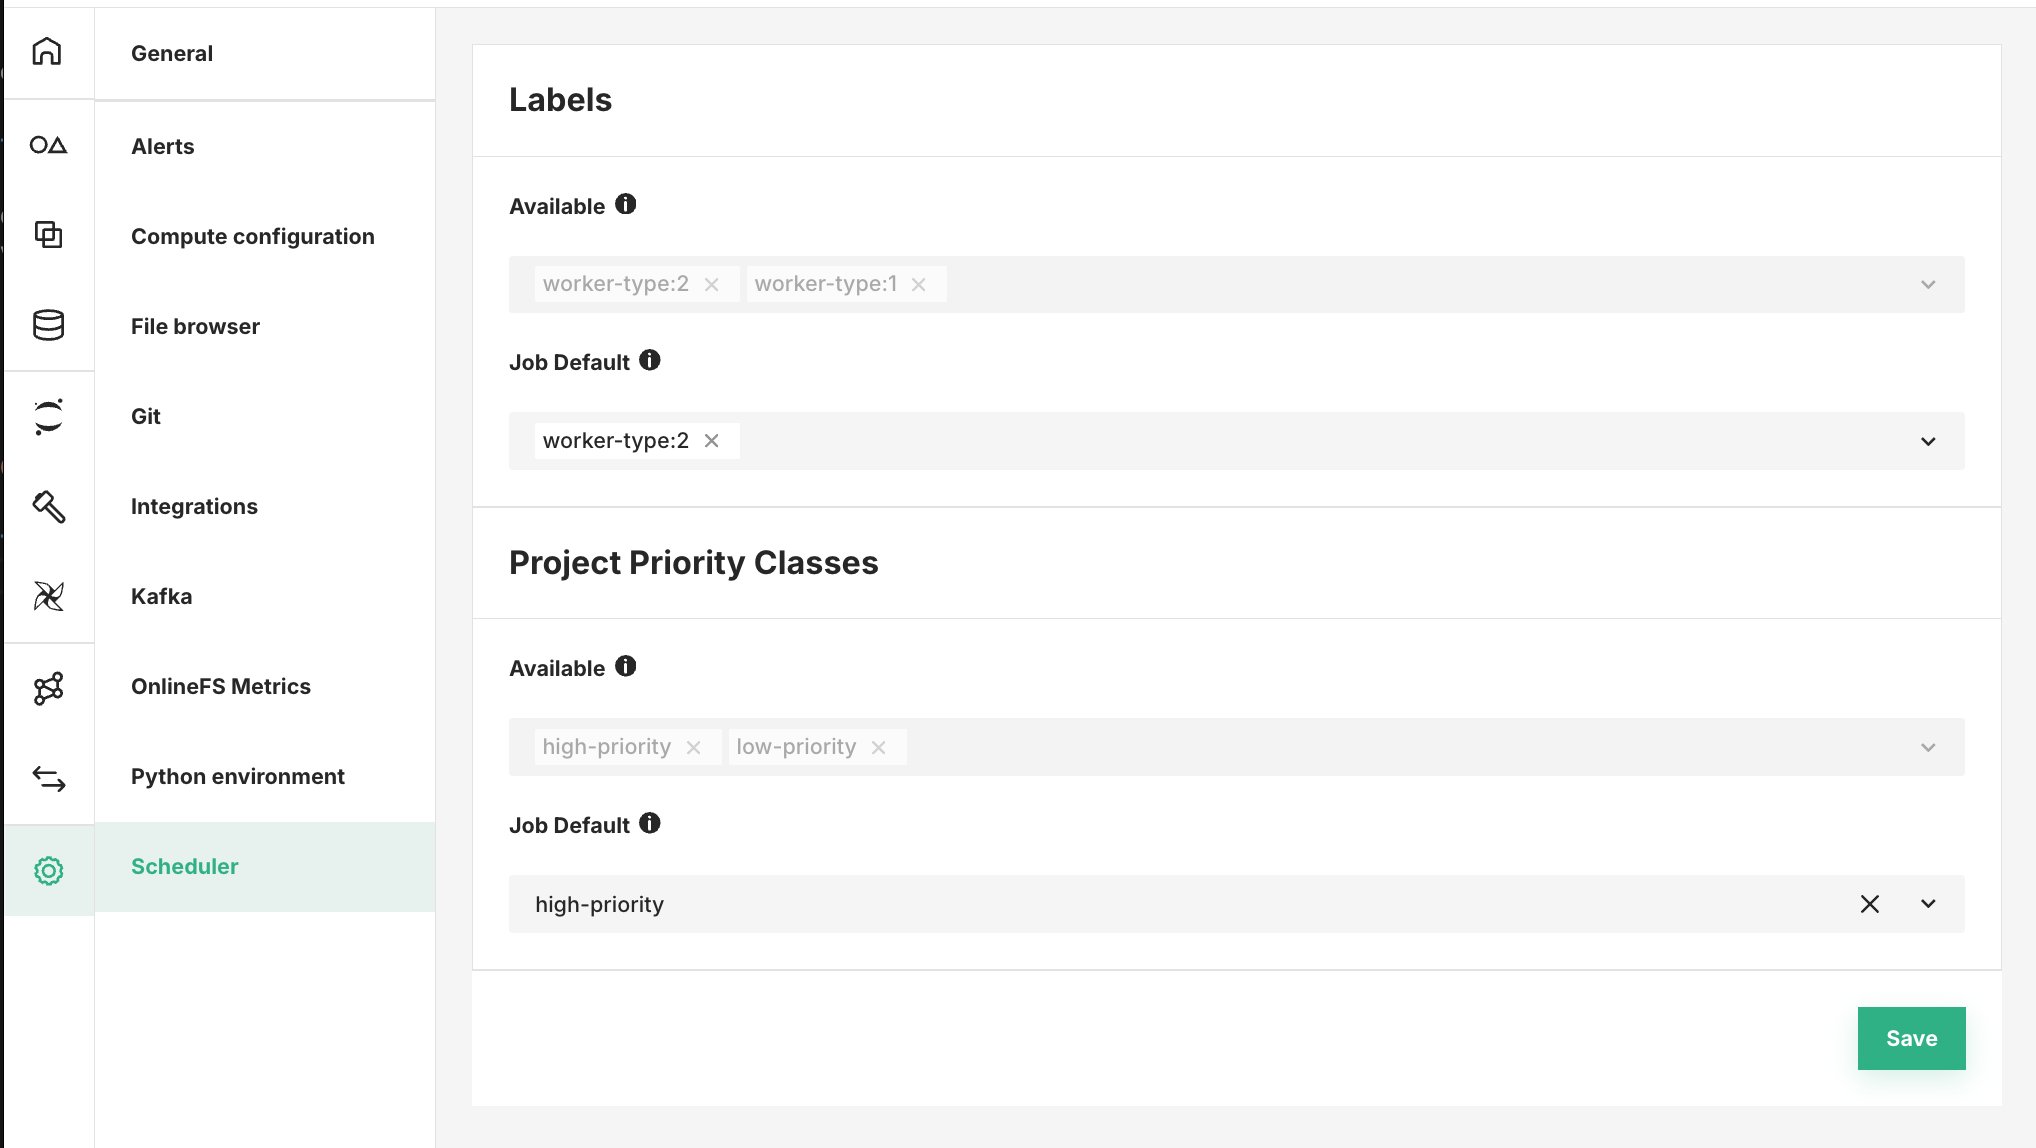 General
Alerts
Compute configuration
File browser
Git
Integrations
Kafka
OnlineFS Metrics
Python environment
Scheduler
Labels
Available
worker-type:2 worker-type:1
Job Default
worker-type:2
Project Priority Classes
Available
high-priority low-priority
Job Default
high-priority
Save